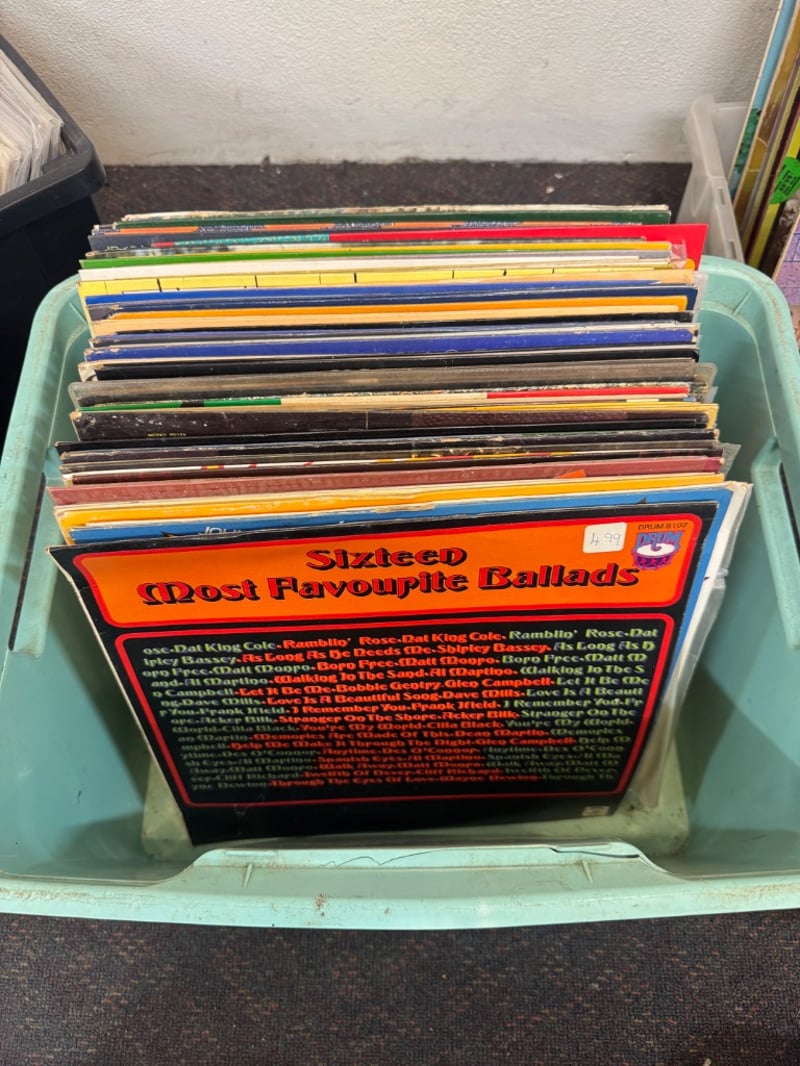 DRUM 8102
DRUM
4.99
Sixteen
Most Favourite Ballads
ose·Nat King Cole·Ramblin' Rose·Nat King Cole· Ramblin' Rose·Nat
irley Bassey·As Long As He Needs Me·Shirley Bassey· As Long As H
orn Free·Matt Monro·Born Free·Matt Monro·Born Free·Matt M
and·Al Martino·Walking In The Sand·Al Martino·Walking In The S
n Campbell·Let It Be Me·Bobbie Gentry·Glen Campbell·Let It Be Me
ng·Dave Mills·Love Is A Beautiful Song·Dave Mills·Love Is A Beauti
r You·Frank Ifield·I Remember You·Frank Ifield·I Remember You·Fr
ore·Acker Bilk·Stranger On The Shore·Acker Bilk·Stranger On The
World·Cilla Black·You're My World·Cilla Black·You're My World·
an Martino·Memories Are Made Of This·Dean Martin·Memories
mpbell·Help Me Make It Through The Night·Glen Campbell·Help M
Des O'Connor·Des O'Conn
sh Eyes·Al Martino·Spanish Eyes·Al Martino·Spanish Eyes·Al Ma
Away·Matt Monro·Walk Away·Matt Monro·Walk Away·Matt Mon
ver·Cliff Richard·Twelfth Of Never·Cliff Richard·Twelfth Of Never·
yne Newton·Through The Eyes Of Love·Wayne Newton·Through Th